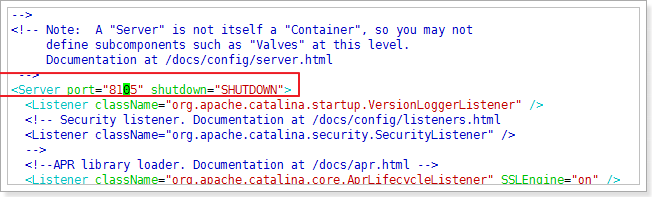 -->
<!-- Note:  A "Server" is not itself a "Container", so you may not
define subcomponents such as "Valves" at this level.
Documentation at /docs/config/server.html
-->
<Server port="8105" shutdown="SHUTDOWN">
<Listener className="org.apache.catalina.startup.VersionLoggerListener" />
<!-- Security listener. Documentation at /docs/config/listeners.html
<Listener className="org.apache.catalina.security.SecurityListener" />
-->
<!--APR library loader. Documentation at /docs/apr.html -->
<Listener className="org.apache.catalina.core.AprLifecycleListener" SSLEngine="on" />